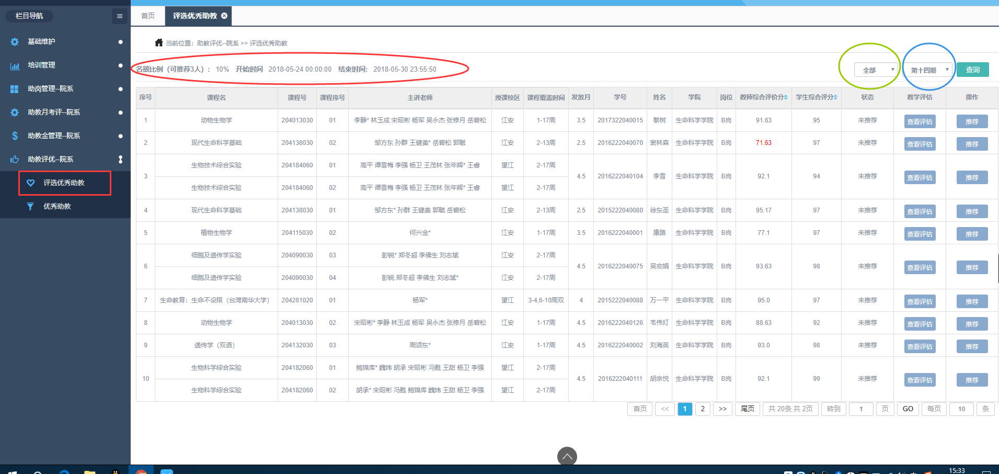 栏目导航
基础维护
培训管理
助岗管理--院系
助教月考评--院系
助教金管理--院系
助教评优--院系
评选优秀助教
优秀助教
首页 评选优秀助教
当前位置：助教评优--院系 >> 评选优秀助教
名额比例（可推荐3人）： 10% 开始时间 2018-05-24 00:00:00 结束时间： 2018-05-30 23:55:50 全部 第十四期 查询
序号 课程名 课程号 课程序号 主讲老师 授课校区 课程覆盖时间 发放月 学号 姓名 学院 岗位 教师综合评价分 学生综合评分 状态 教学评估 操作
1 动物生物学 204013030 01 李静* 林玉成 宋昭彬 杨军 吴永杰 张修月 岳碧松 江安 1-17周 3.5 2017322040015 黎树 生命科学学院 B岗 91.63 95 未推荐 查看评估 推荐
2 现代生命科学基础 204138030 02 邹方东 孙群 王健美* 岳碧松 郭聪 江安 2-13周 2.5 2016222040070 裴林森 生命科学学院 B岗 71.63 97 未推荐 查看评估 推荐
3 生物技术综合实验 204184060 01 高平 谭雪梅 李强 杨卫 王茂林 张年辉* 王睿 望江 2-17周 4.5 2016222040104 李雪 生命科学学院 B岗 92.1 94 未推荐 查看评估 推荐
生物技术综合实验 204184060 02 高平 谭雪梅 李强 杨卫 王茂林 张年辉* 王睿 望江 2-17周
4 现代生命科学基础 204138030 01 邹方东* 孙群 王健美 郭聪 岳碧松 江安 2-13周 2.5 2015222040080 徐东圣 生命科学学院 B岗 95.17 97 未推荐 查看评估 推荐
5 植物生物学 204115030 02 何兴金* 江安 1-17周 3.5 2016222040001 康路 生命科学学院 B岗 77.1 97 未推荐 查看评估 推荐
6 细胞及遗传学实验 204090030 03 彭锐* 郑冬超 李佛生 刘志斌 江安 2-17周 4.5 2016222040075 吴宏娟 生命科学学院 B岗 93.63 98 未推荐 查看评估 推荐
细胞及遗传学实验 204090030 04 彭锐 郑冬超 李佛生 刘志斌* 江安 2-17周
7 生命教育：生命不设限（台湾南华大学） 204281020 01 杨军* 望江 3-4,6-10周双 4 2015222040088 万一平 生命科学学院 B岗 95.0 97 未推荐 查看评估 推荐
8 动物生物学 204013030 02 宋昭彬* 李静 林玉成 杨军 吴永杰 张修月 岳碧松 江安 1-17周 4.5 2016222040126 韦伟灯 生命科学学院 B岗 88.63 92 未推荐 查看评估 推荐
9 遗传学（双语） 204132030 03 周颂东* 江安 1-17周 4.5 2016222040002 刘海英 生命科学学院 B岗 93.0 98 未推荐 查看评估 推荐
10 生物科学综合实验 204182060 01 鲍锦库* 魏炜 胡承 宋昭彬 冯甦 王甜 杨卫 李强 望江 2-17周 4.5 2016222040111 胡宗悦 生命科学学院 B岗 92.1 99 未推荐 查看评估 推荐
生物科学综合实验 204182060 02 胡承* 宋昭彬 冯甦 鲍锦库 魏炜 王甜 杨卫 李强 望江 2-17周
首页 << 1 2 >> 尾页 共 20条 共 2页 转到 1 页 GO 每页 10 条
15:33